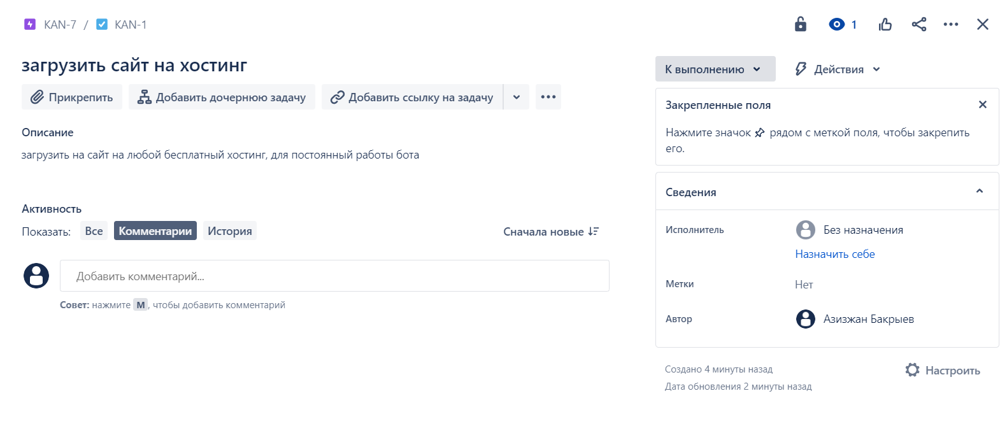 KAN-7 / KAN-1
1
загрузить сайт на хостинг
К выполнению
Действия
Прикрепить
Добавить дочернюю задачу
Добавить ссылку на задачу
Закрепленные поля
Нажмите значок рядом с меткой поля, чтобы закрепить
его.
Описание
загрузить на сайт на любой бесплатный хостинг, для постоянный работы бота
Сведения
Исполнитель
Без назначения
Назначить себе
Метки
Нет
Автор
Азизжан Бакрыев
Активность
Показать: Все Комментарии История
Сначала новые
Добавить комментарий...
Совет: нажмите M, чтобы добавить комментарий
Создано 4 минуты назад
Дата обновления 2 минуты назад
Настроить